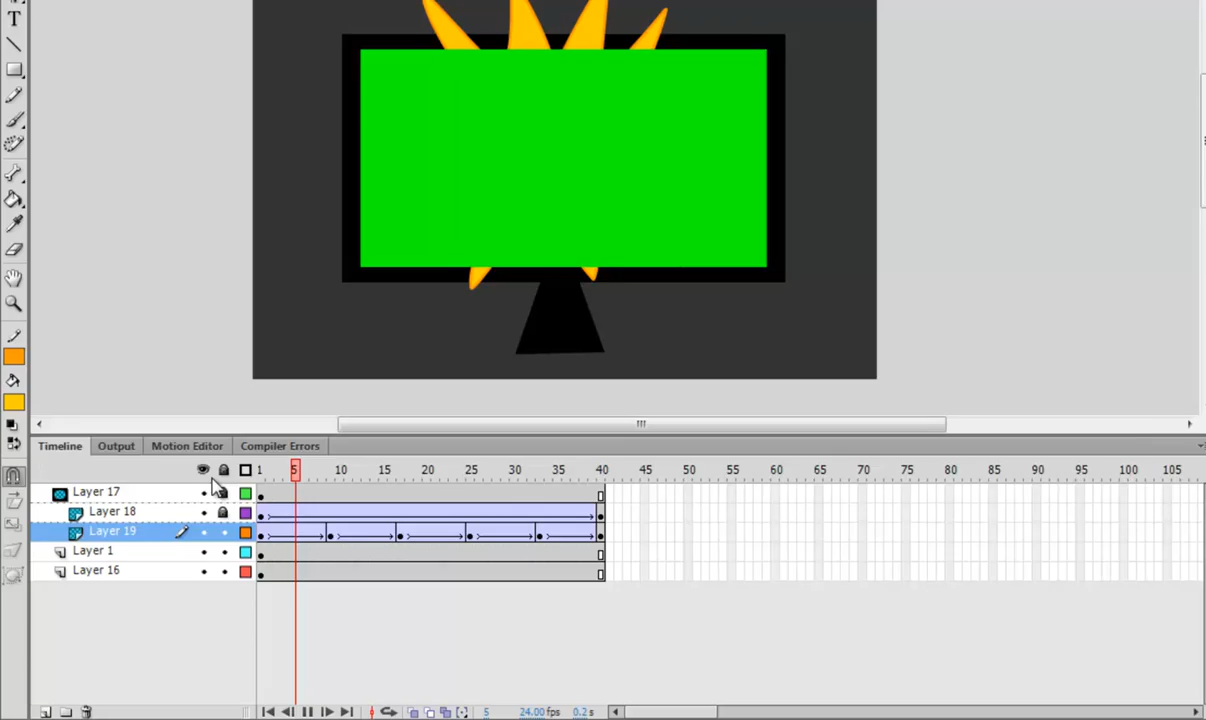 T
Timeline Output Motion Editor Compiler Errors
1 5 10 15 20 25 30 35 40 45 50 55 60 65 70 75 80 85 90 95 100 105
Layer 17
Layer 18
Layer 19
Layer 1
Layer 16
5 24.00 fps 0.2 s